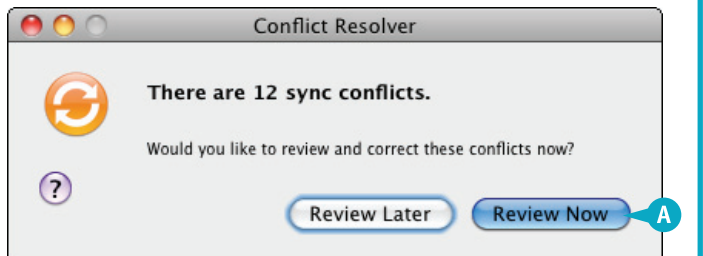 Conflict Resolver
There are 12 sync conflicts.
Would you like to review and correct these conflicts now?
?
Review Later Review Now A